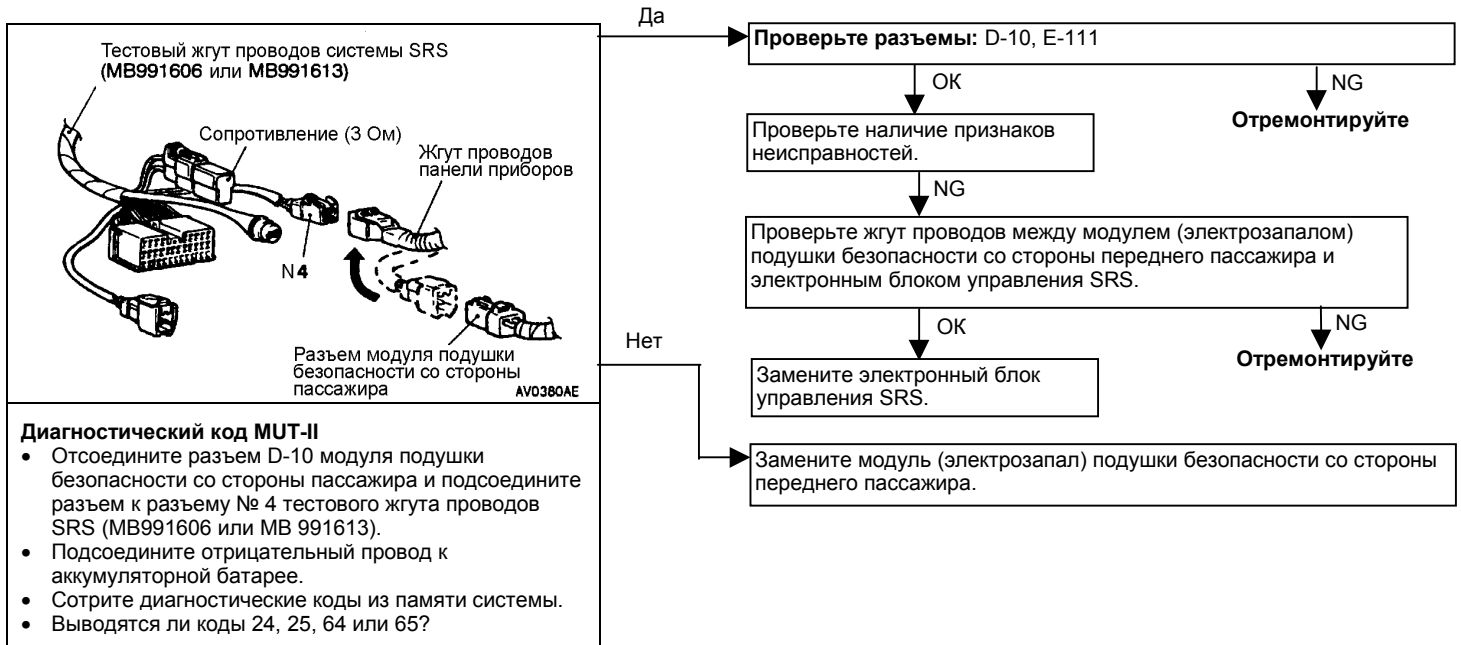 Тестовый жгут проводов системы SRS
(MB991606 или MB991613)
Сопротивление (3 Ом)
Жгут проводов
панели приборов
N4
Разъем модуля подушки
безопасности со стороны
пассажира
AV0380AE
Диагностический код MUT-II
• Отсоедините разъем D-10 модуля подушки
безопасности со стороны пассажира и подсоедините
разъем к разъему № 4 тестового жгута проводов
SRS (MB991606 или MB 991613).
• Подсоедините отрицательный провод к
аккумуляторной батарее.
• Сотрите диагностические коды из памяти системы.
• Выводятся ли коды 24, 25, 64 или 65?
Да
Проверьте разъемы: D-10, E-111
ОК
NG
Отремонтируйте
Проверьте наличие признаков
неисправностей.
NG
Проверьте жгут проводов между модулем (электрозапалом)
подушки безопасности со стороны переднего пассажира и
электронным блоком управления SRS.
ОК
NG
Отремонтируйте
Замените электронный блок
управления SRS.
Нет
Замените модуль (электрозапал) подушки безопасности со стороны
переднего пассажира.